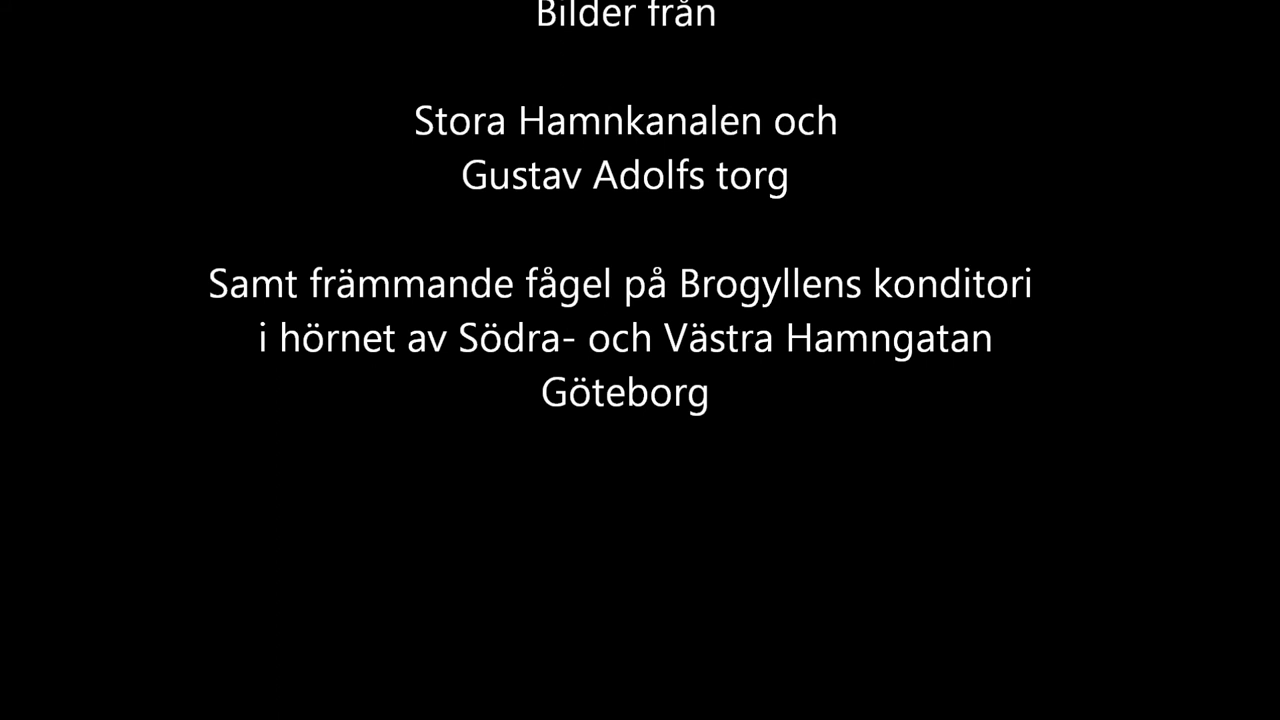 Bilder från
Stora Hamnkanalen och
Gustav Adolfs torg
Samt främmande fågel på Brogyllens konditori
i hörnet av Södra- och Västra Hamngatan
Göteborg